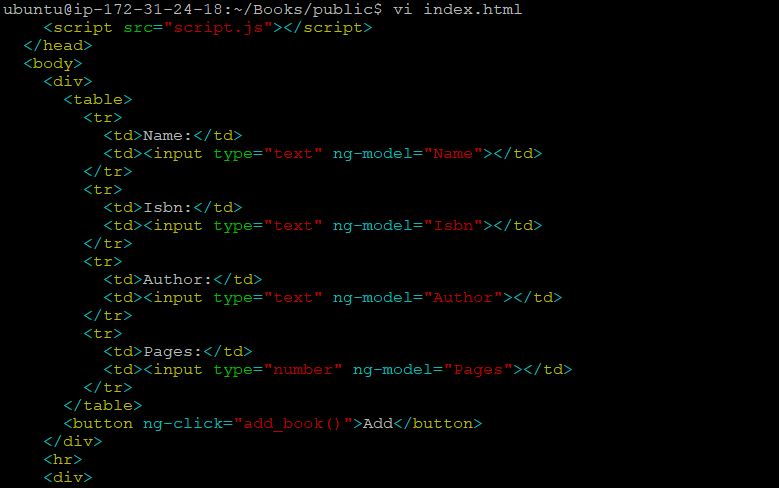 ubuntu@ip-172-31-24-18:~/Books/public$ vi index.html
    <script src="script.js"></script>
  </head>
  <body>
    <div>
      <table>
        <tr>
          <td>Name:</td>
          <td><input type="text" ng-model="Name"></td>
        </tr>
        <tr>
          <td>Isbn:</td>
          <td><input type="text" ng-model="Isbn"></td>
        </tr>
        <tr>
          <td>Author:</td>
          <td><input type="text" ng-model="Author"></td>
        </tr>
        <tr>
          <td>Pages:</td>
          <td><input type="number" ng-model="Pages"></td>
        </tr>
      </table>
      <button ng-click="add_book()">Add</button>
    </div>
    <hr>
    <div>